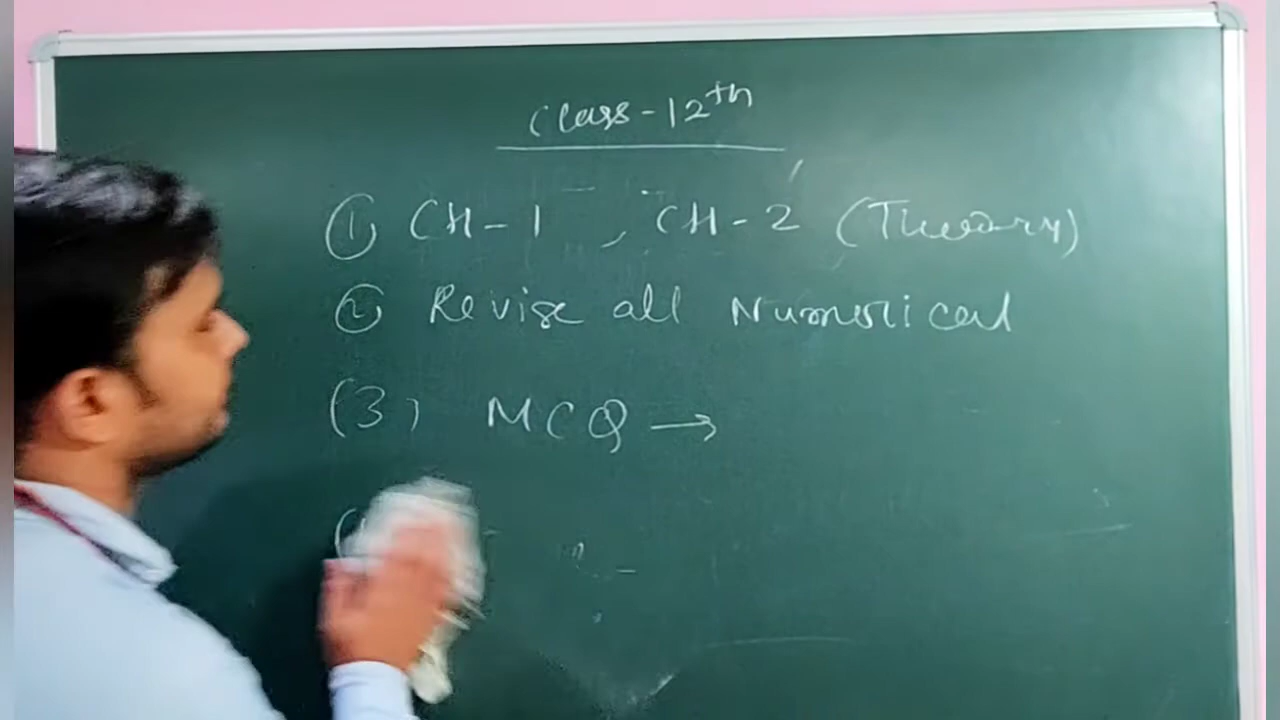 Class-12th
① CH-1 , CH-2 (Theory)
② Revise all Numerical
(3) MCQ →
(